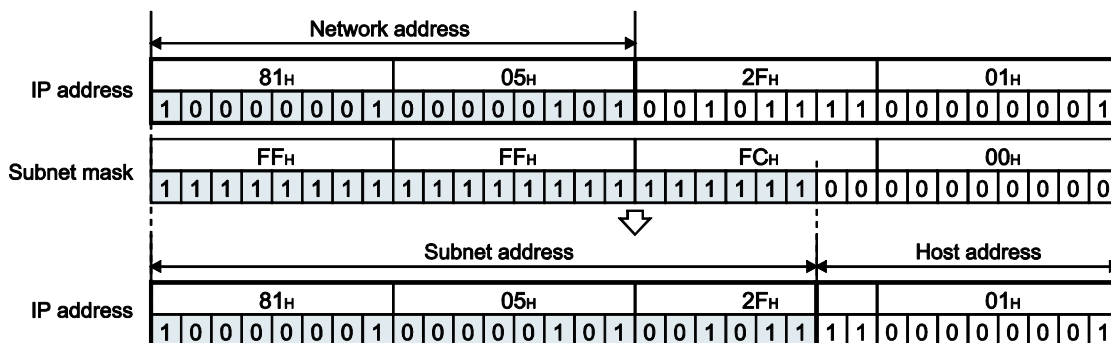 Network address
81H 05H 2FH 01H
IP address
1 0 0 0 0 0 0 1 0 0 0 0 0 1 0 1 0 0 1 0 1 1 1 1 0 0 0 0 0 0 0 1
FFH FFH FCH 00H
Subnet mask
1 1 1 1 1 1 1 1 1 1 1 1 1 1 1 1 1 1 1 1 1 1 0 0 0 0 0 0 0 0 0 0
Subnet address Host address
81H 05H 2FH 01H
IP address
1 0 0 0 0 0 0 1 0 0 0 0 0 1 0 1 0 0 1 0 1 1 1 1 0 0 0 0 0 0 0 1